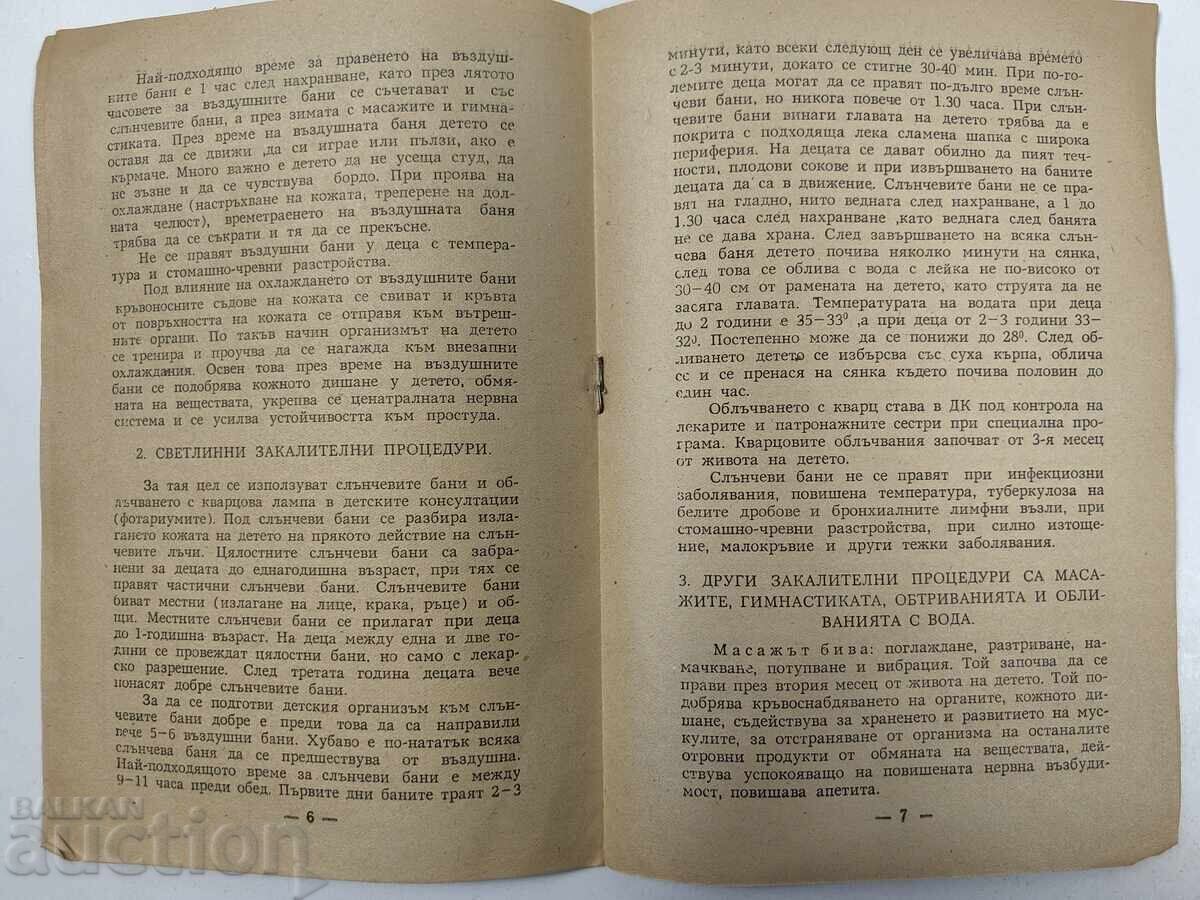 Най-подходящо време за правенето на въздуш-
ните бани е 1 час след нахранване, като през лятото
часовете за въздушните бани се съчетават и със
слънчевите бани, а през зимата с масажите и гимна-
стиката. През време на въздушната баня детето се
оставя да се движи ,да си играе или пълзи, ако е
кърмаче. Много важно е детето да не усеща студ, да
не зъзне и да се чувствува бордо. При проява на
охлаждане (настръхване на кожата, треперене на дол-
ната челюст), времетраенето на въздушната баня
трябва да се съкрати и тя да се прекъсне.
Не се правят въздушни бани у деца с темпера-
тура и стомашно-чревни разстройства.
Под влияние на охлаждането от въздушните бани
кръвоносните съдове на кожата се свиват и кръвта
от повръхността на кожата се отправя към вътреш-
ните органи. По такъв начин организмът на детето
се тренира и проучва да се нагажда към внезапни
охлаждания. Освен това през време на въздушните
бани се подобрява кожното дишане у детето, обмя-
ната на веществата, укрепва се ценатралната нервна
система и се усилва устойчивостта към простуда.
2. СВЕТЛИННИ ЗАКАЛИТЕЛНИ ПРОЦЕДУРИ.
За тая цел се използуват слънчевите бани и об-
лъчването с кварцова лампа в детските консултации
(фотариумите). Под слънчеви бани се разбира изла-
гането кожата на детето на прякото действие на слън-
чевите лъчи. Цялостните слънчеви бани са забра-
нени за децата до еднагодишна възраст, при тях се
правят частични слънчеви бани. Слънчевите бани
биват местни (излагане на лице, крака, ръце) и об-
щи. Местните слънчеви бани се прилагат при деца
до 1-годишна възраст. На деца между една и две го-
дини се провеждат цялостни бани, но само с лекар-
ско разрешение. След третата година децата вече
понасят добре слънчевите бани.
За да се подготви детския организъм към слън-
чевите бани добре е преди това да са направили
вече 5-6 въздушни бани. Хубаво е по-нататък всяка
слънчева баня да се предшествува от въздушна.
Най-подходящото време за слънчеви бани е между
9—11 часа преди обед. Първите дни баните траят 2—3
— 6 —
минути, като всеки следующ ден се увеличава времето
с 2-3 минути, докато се стигне 30-40 мин. При по-го-
лемите деца могат да се правят по-дълго време слън-
чеви бани, но никога повече от 1.30 часа. При слън-
чевите бани винаги главата на детето трябва да е
покрита с подходяща лека сламена шапка с широка
периферия. На децата се дават обилно да пият теч-
ности, плодови сокове и при извършването на баните
децата да са в движение. Слънчевите бани не се пра-
вят на гладно, нито веднага след нахранване, а 1 до
1.30 часа след нахранване ,като веднага след банята
не се дава храна. След завършването на всяка слън-
чева баня детето почива няколко минути на сянка,
след това се облива с вода с лейка не по-високо от
30—40 см от рамената на детето, като струята да не
засяга главата. Температурата на водата при деца
до 2 години е 35—33⁰ ,а при деца от 2—3 години 33—
32⁰. Постепенно може да се понижи до 28⁰. След об-
ливането детето се избърсва със суха кърпа, облича
се и се пренася на сянка където почива половин до
един час.
Облъчването с кварц става в ДК под контрола на
лекарите и патронажните сестри при специална про-
грама. Кварцовите облъчвания започват от 3-я месец
от живота на детето.
Слънчеви бани не се правят при инфекциозни
заболявания, повишена температура, туберкулоза на
белите дробове и бронхиалните лимфни възли, при
стомашно-чревни разстройства, при силно изтоще-
ние, малокръвие и други тежки заболявания.
3. ДРУГИ ЗАКАЛИТЕЛНИ ПРОЦЕДУРИ СА МАСА-
ЖИТЕ, ГИМНАСТИКАТА, ОБТРИВАНИЯТА И ОБЛИ-
ВАНИЯТА С ВОДА.
Масажът бива: поглаждане, разтриване, на-
мачкване, потупване и вибрация. Той започва да се
прави през втория месец от живота на детето. Той по-
добрява кръвоснабдяването на органите, кожното ди-
шане, съдействува за храненето и развитието на мус-
кулите, за отстраняване от организма на останалите
отровни продукти от обмяната на веществата, дей-
ствува успокояващо на повишената нервна възбуди-
мост, повишава апетита.
— 7 —
BALKAN
auction